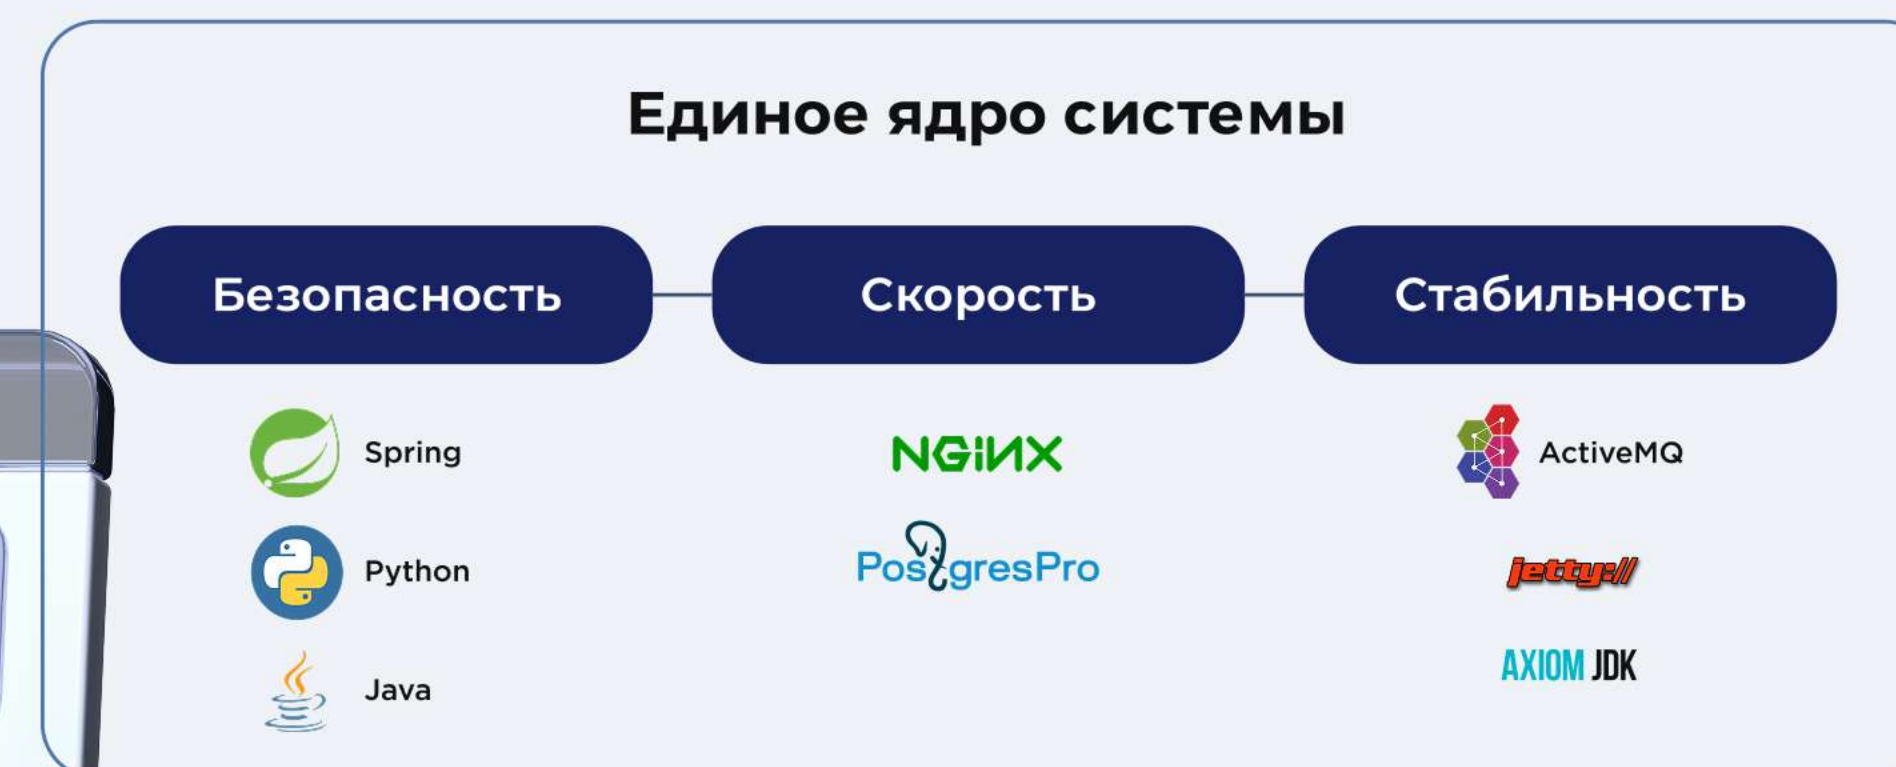 Единое ядро системы
Безопасность
Скорость
Стабильность
Spring
NGINX
ActiveMQ
Python
PostgresPro
jetty://
Java
AXIOM JDK